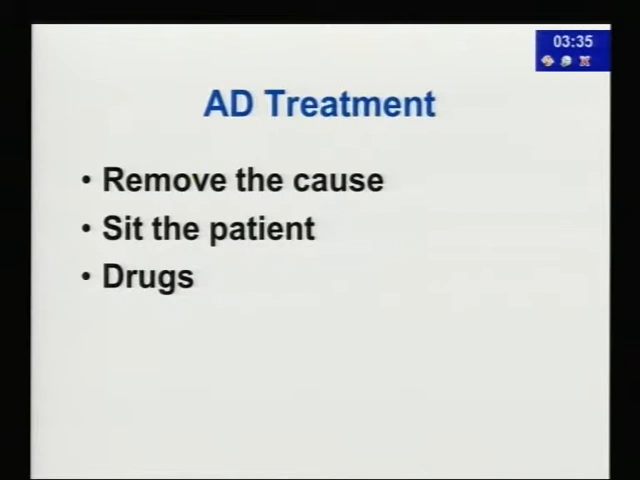 03:35
AD Treatment
• Remove the cause
• Sit the patient
• Drugs